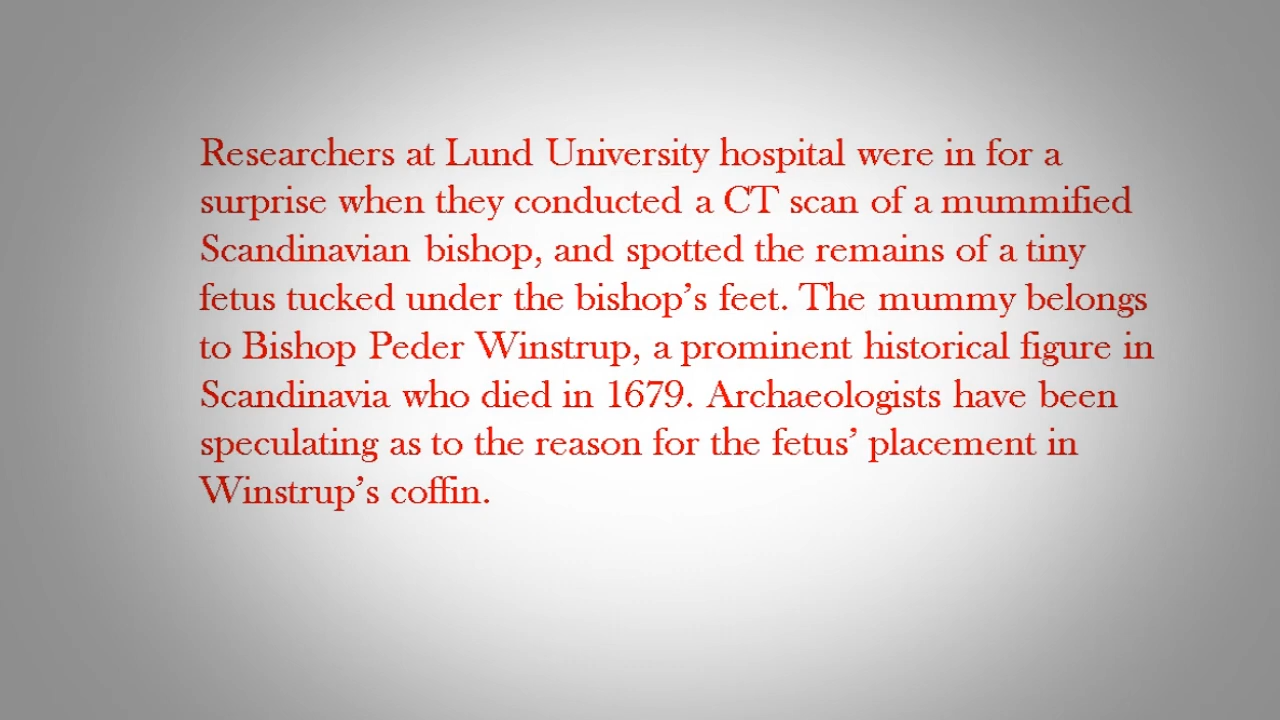 Researchers at Lund University hospital were in for a
surprise when they conducted a CT scan of a mummified
Scandinavian bishop, and spotted the remains of a tiny
fetus tucked under the bishop’s feet. The mummy belongs
to Bishop Peder Winstrup, a prominent historical figure in
Scandinavia who died in 1679. Archaeologists have been
speculating as to the reason for the fetus’ placement in
Winstrup’s coffin.